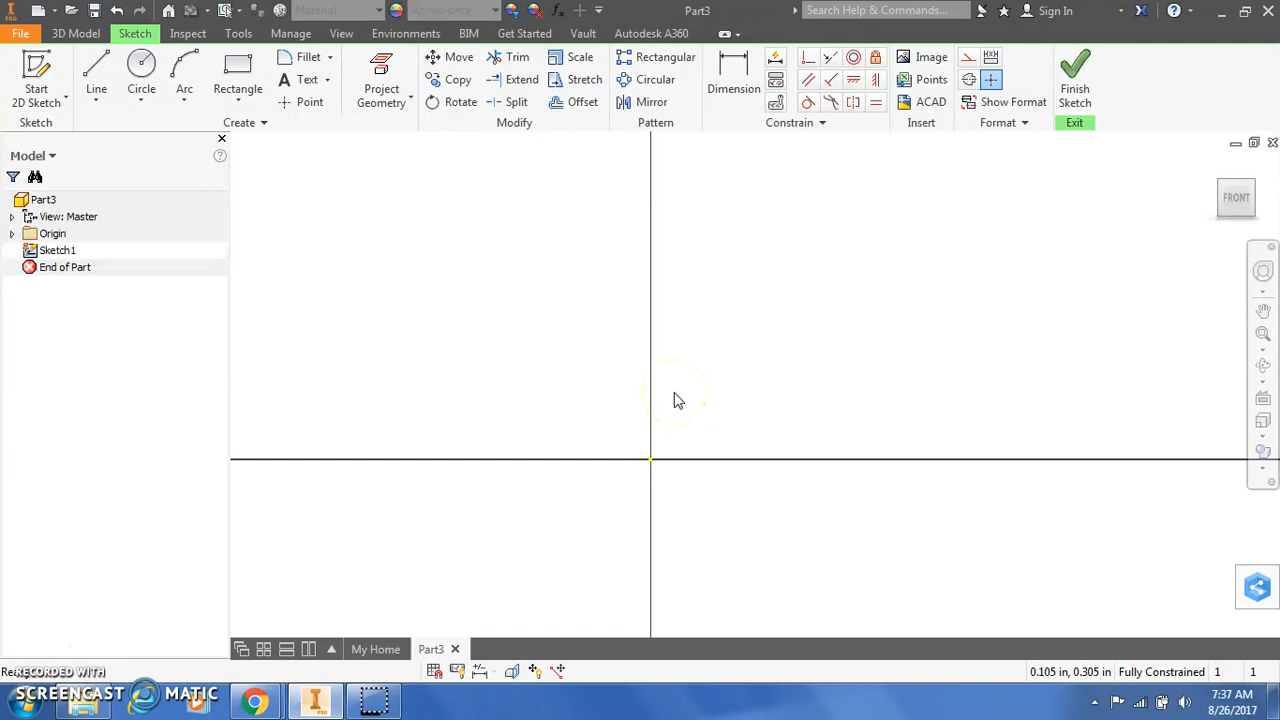 PRO Material Appearance Part3 Search Help & Commands... Sign In
File 3D Model Sketch Inspect Tools Manage View Environments BIM Get Started Vault Autodesk A360
Start 2D Sketch Line Circle Arc Rectangle Fillet Text Point Project Geometry Move Copy Rotate Trim Extend Split Scale Stretch Offset Rectangular Circular Mirror Dimension Image Points ACAD Show Format Finish Sketch
Sketch Create Modify Pattern Constrain Insert Format Exit
Model
Part3
View: Master
Origin
Sketch1
End of Part
FRONT
My Home Part3
0.105 in, 0.305 in Fully Constrained 1 1
RECORDED WITH
SCREENCAST MATIC
PRO
7:37 AM
8/26/2017